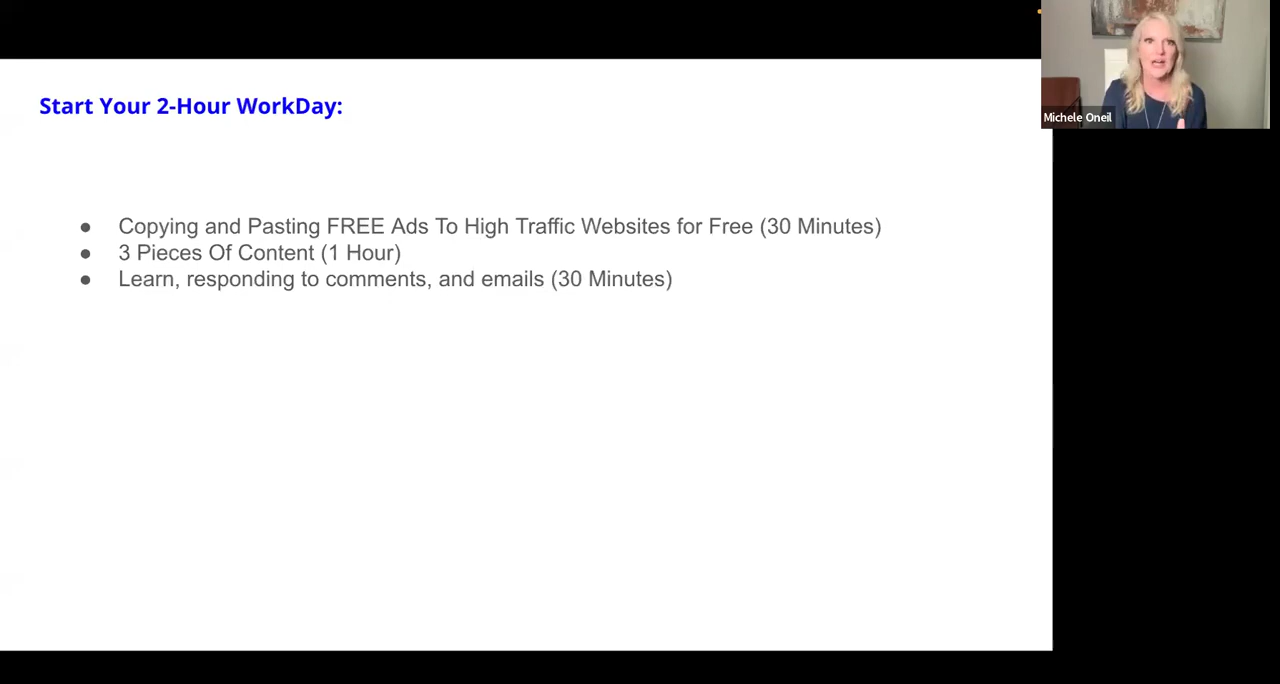 Start Your 2-Hour WorkDay:
● Copying and Pasting FREE Ads To High Traffic Websites for Free (30 Minutes)
● 3 Pieces Of Content (1 Hour)
● Learn, responding to comments, and emails (30 Minutes)
Michele Oneil